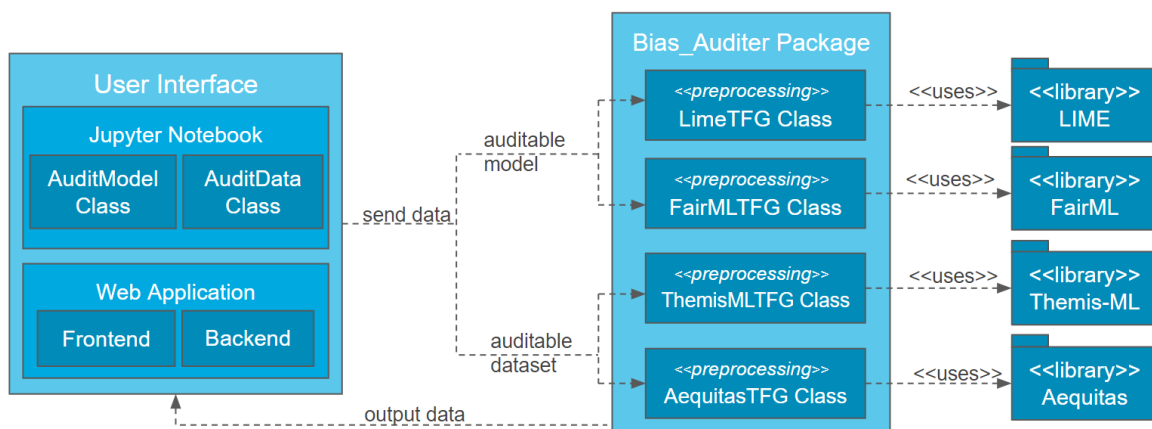 User Interface
Jupyter Notebook
AuditModel
Class
AuditData
Class
Web Application
Frontend
Backend
send data
auditable
model
auditable
dataset
output data
Bias_Auditer Package
<<preprocessing>>
LimeTFG Class
<<preprocessing>>
FairMLTFG Class
<<preprocessing>>
ThemisMLTFG Class
<<preprocessing>>
AequitasTFG Class
<<uses>>
<<uses>>
<<uses>>
<<uses>>
<<library>>
LIME
<<library>>
FairML
<<library>>
Themis-ML
<<library>>
Aequitas